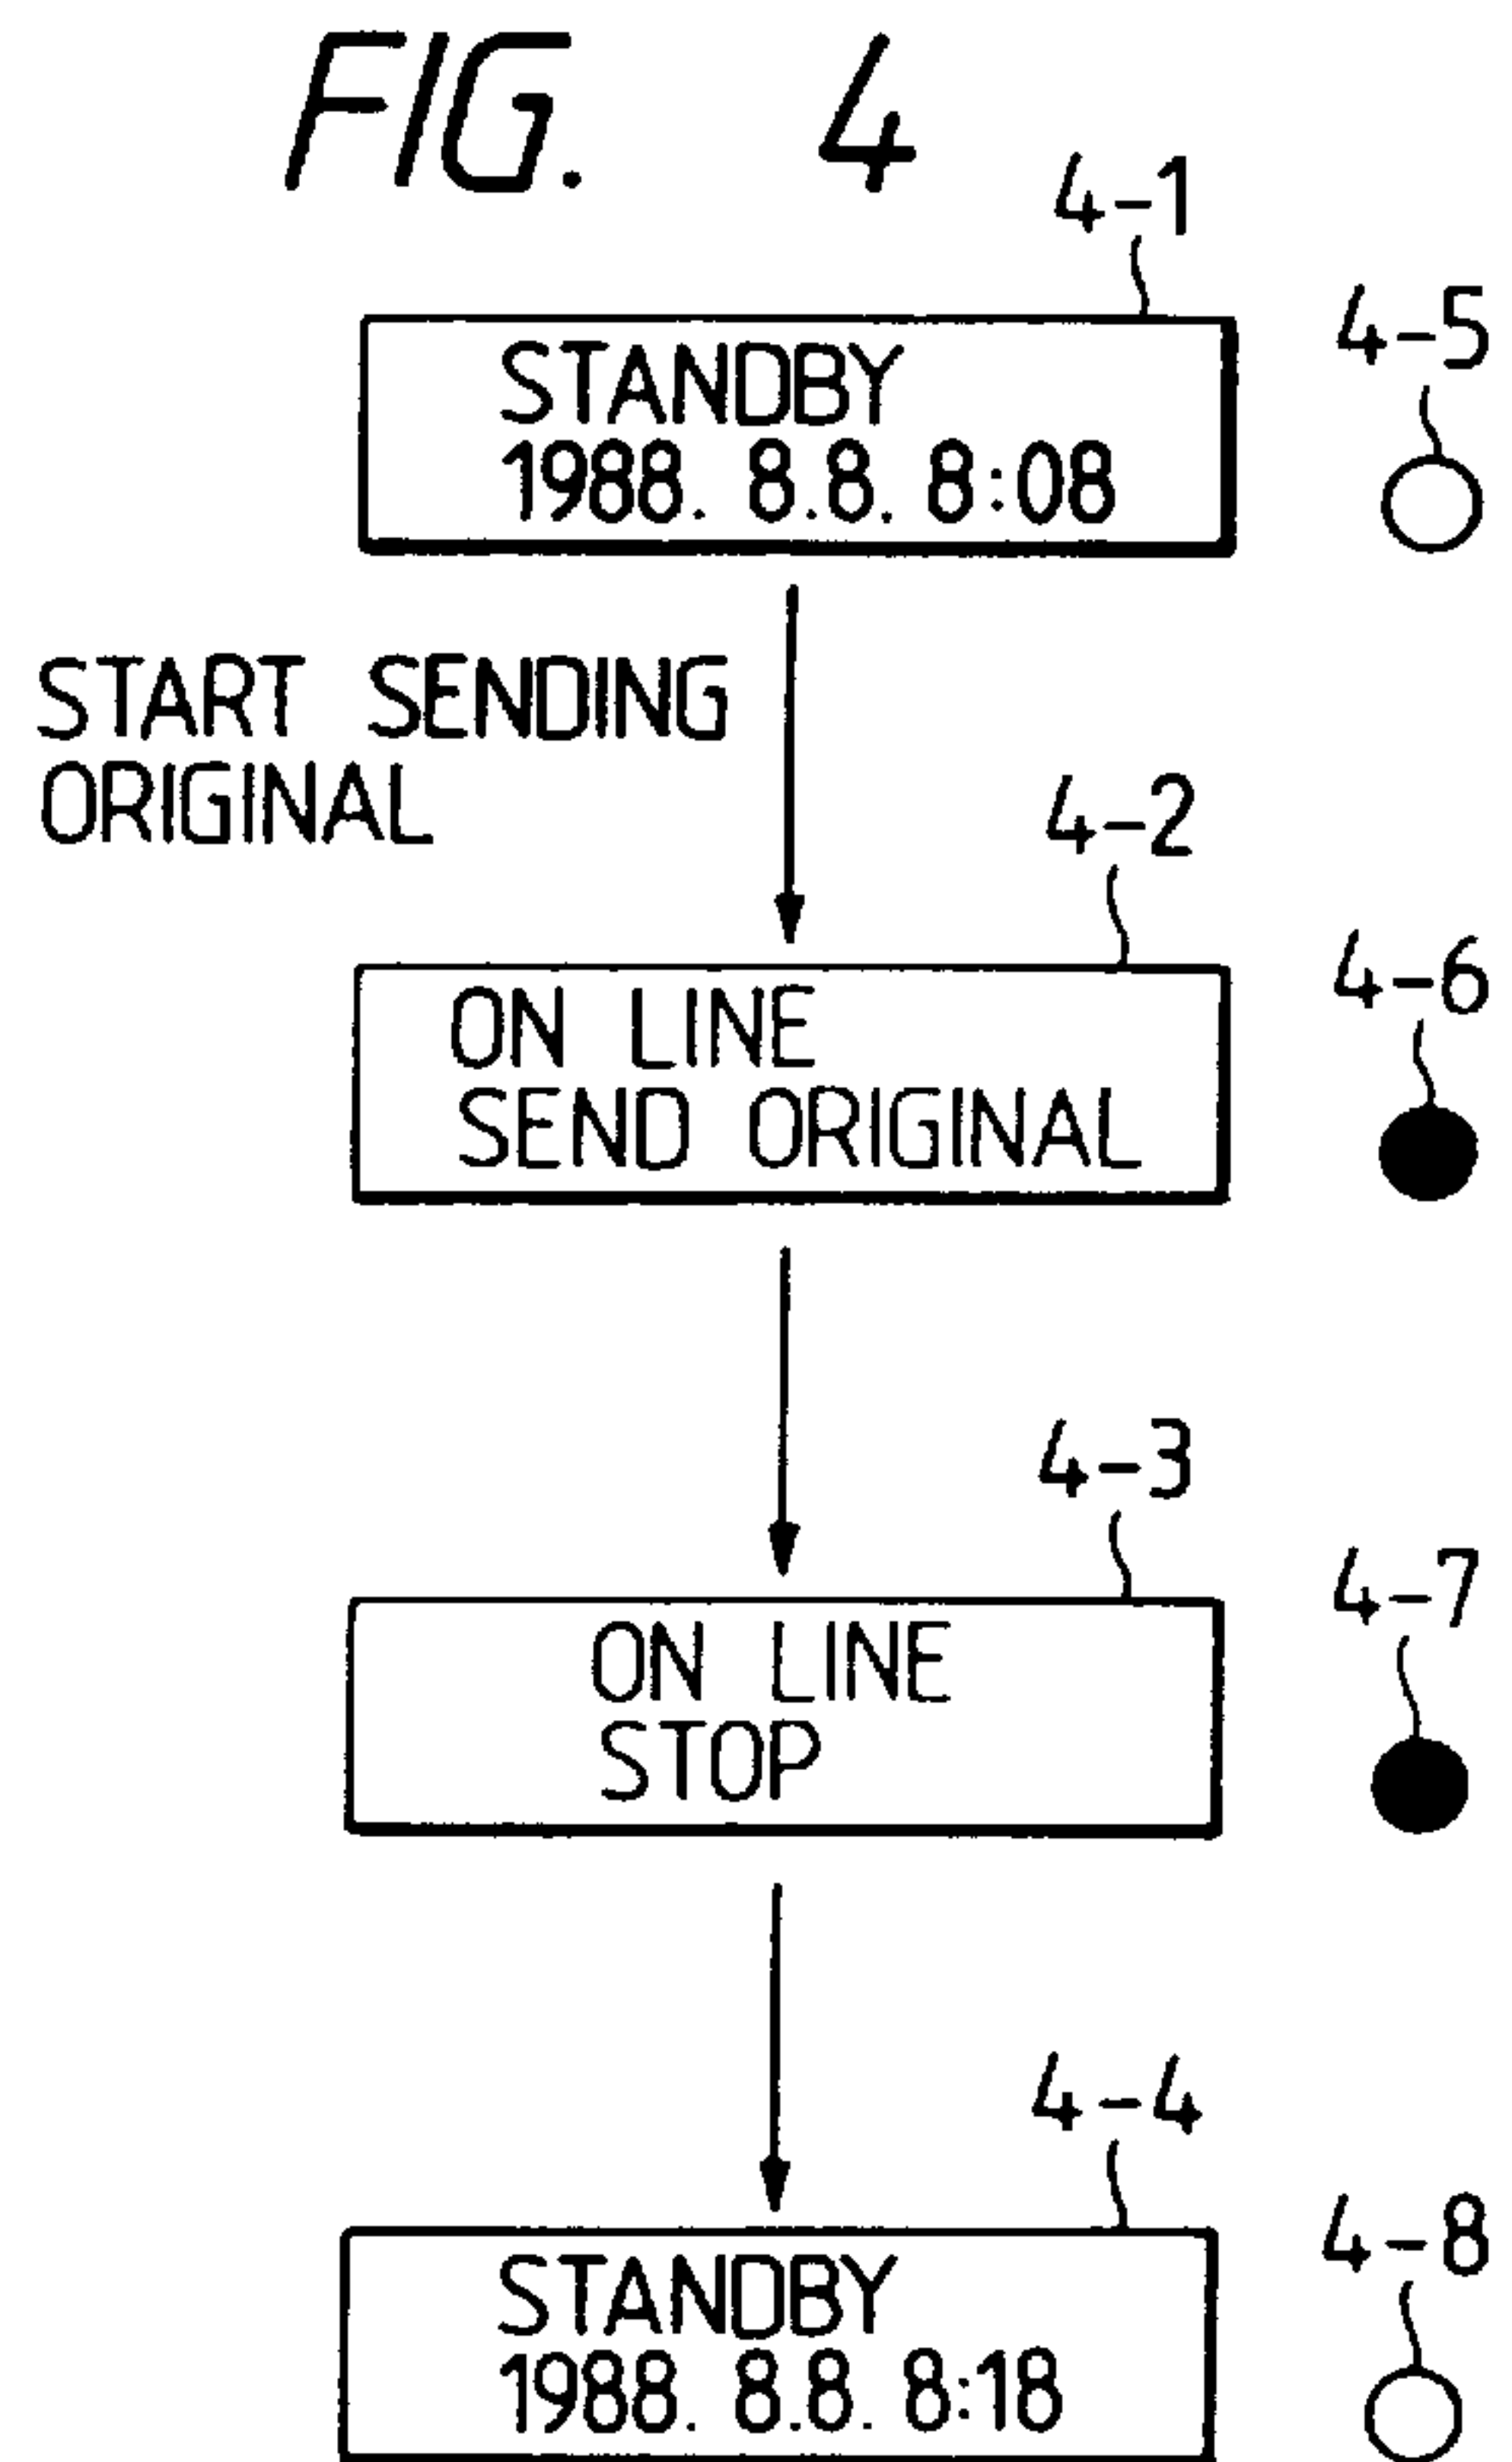 FIG. 4
4-1
4-5
STANDBY
1988. 8.8. 8:08
START SENDING
ORIGINAL
4-2
4-6
ON LINE
SEND ORIGINAL
4-3
4-7
ON LINE
STOP
4-4
4-8
STANDBY
1988. 8.8. 8:18